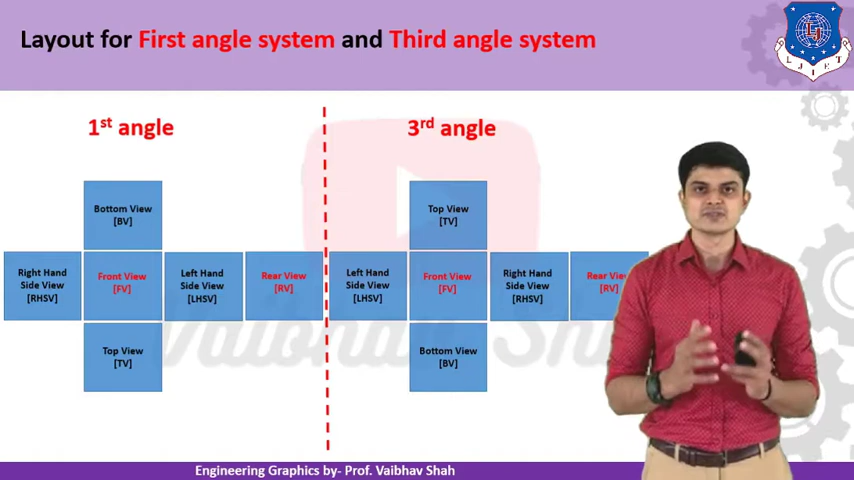 Layout for First angle system and Third angle system
LJIET
1st angle
3rd angle
Bottom View
[BV]
Right Hand
Side View
[RHSV]
Front View
[FV]
Left Hand
Side View
[LHSV]
Rear View
[RV]
Top View
[TV]
Top View
[TV]
Left Hand
Side View
[LHSV]
Front View
[FV]
Right Hand
Side View
[RHSV]
Rear View
[RV]
Bottom View
[BV]
Vaibhav Sh
Engineering Graphics by- Prof. Vaibhav Shah